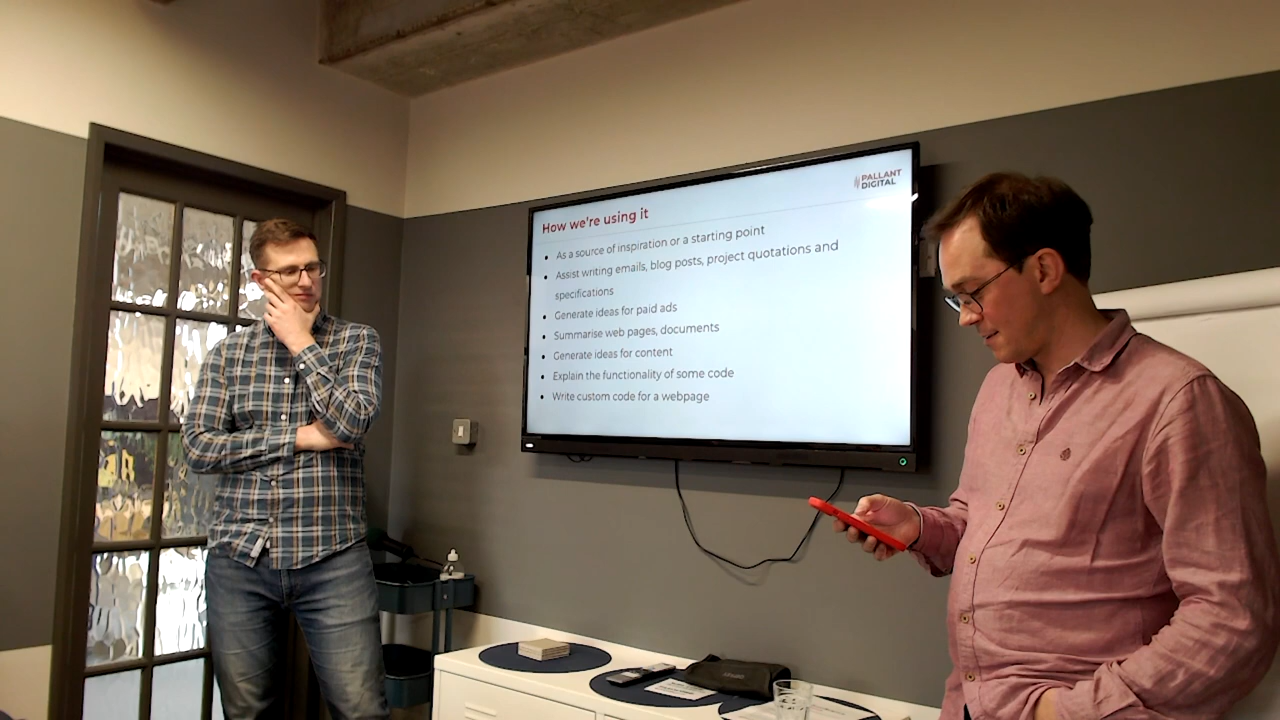 PALLANT
DIGITAL
How we're using it
• As a source of inspiration or a starting point
• Assist writing emails, blog posts, project quotations and
specifications
• Generate ideas for paid ads
• Summarise web pages, documents
• Generate ideas for content
• Explain the functionality of some code
• Write custom code for a webpage